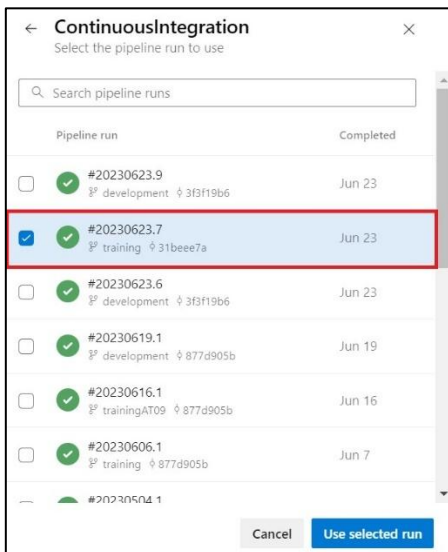 ContinuousIntegration
Select the pipeline run to use
Search pipeline runs
Pipeline run Completed
#20230623.9
development 3f3f19b6 Jun 23
#20230623.7
training 31beee7a Jun 23
#20230623.6
development 3f3f19b6 Jun 23
#20230619.1
development 877d905b Jun 19
#20230616.1
trainingAT09 877d905b Jun 16
#20230606.1
training 877d905b Jun 7
#20230504.1
Cancel Use selected run